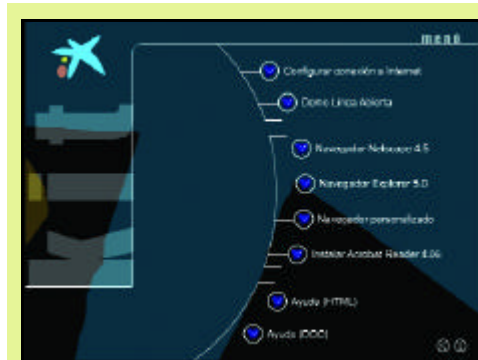 menú
Configurar conexión a Internet
Demo Línea Abierta
Navegador Netscape 4.5
Navegador Explorer 5.0
Navegador personalizado
Instalar Acrobat Reader 4.05
Ayuda (HTML)
Ayuda (DOC)